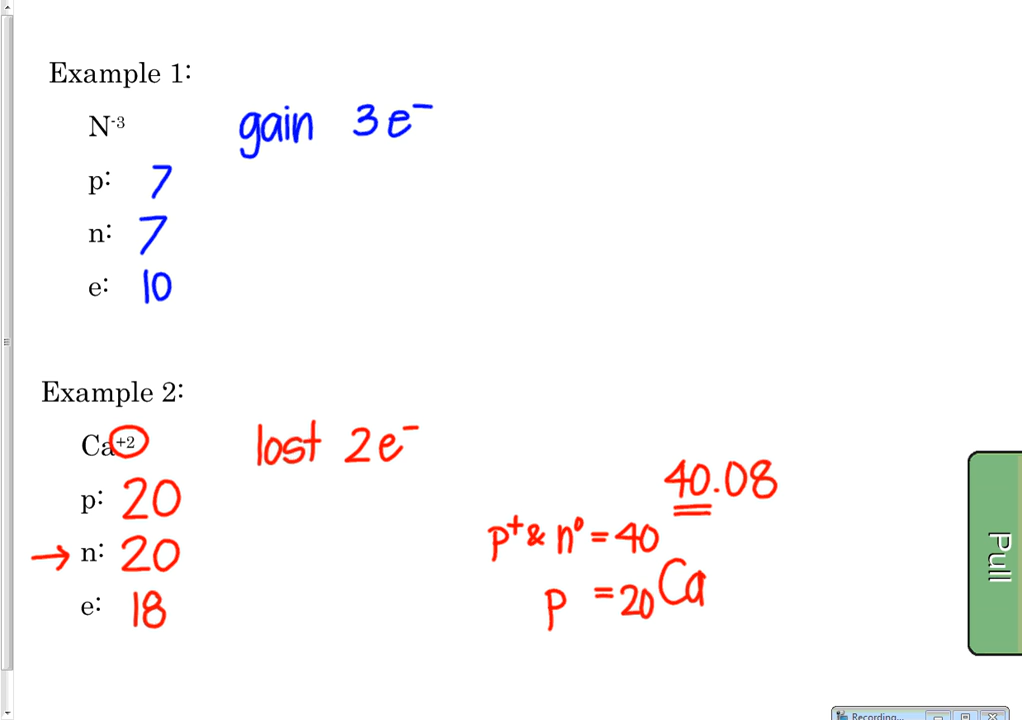 Example 1:
N-3 gain 3e−
p: 7
n: 7
e: 10
Example 2:
Ca+2 lost 2e−
40.08
p: 20
p+ & n° = 40
→ n: 20
p = 20 Ca
e: 18
Pull
Recording...